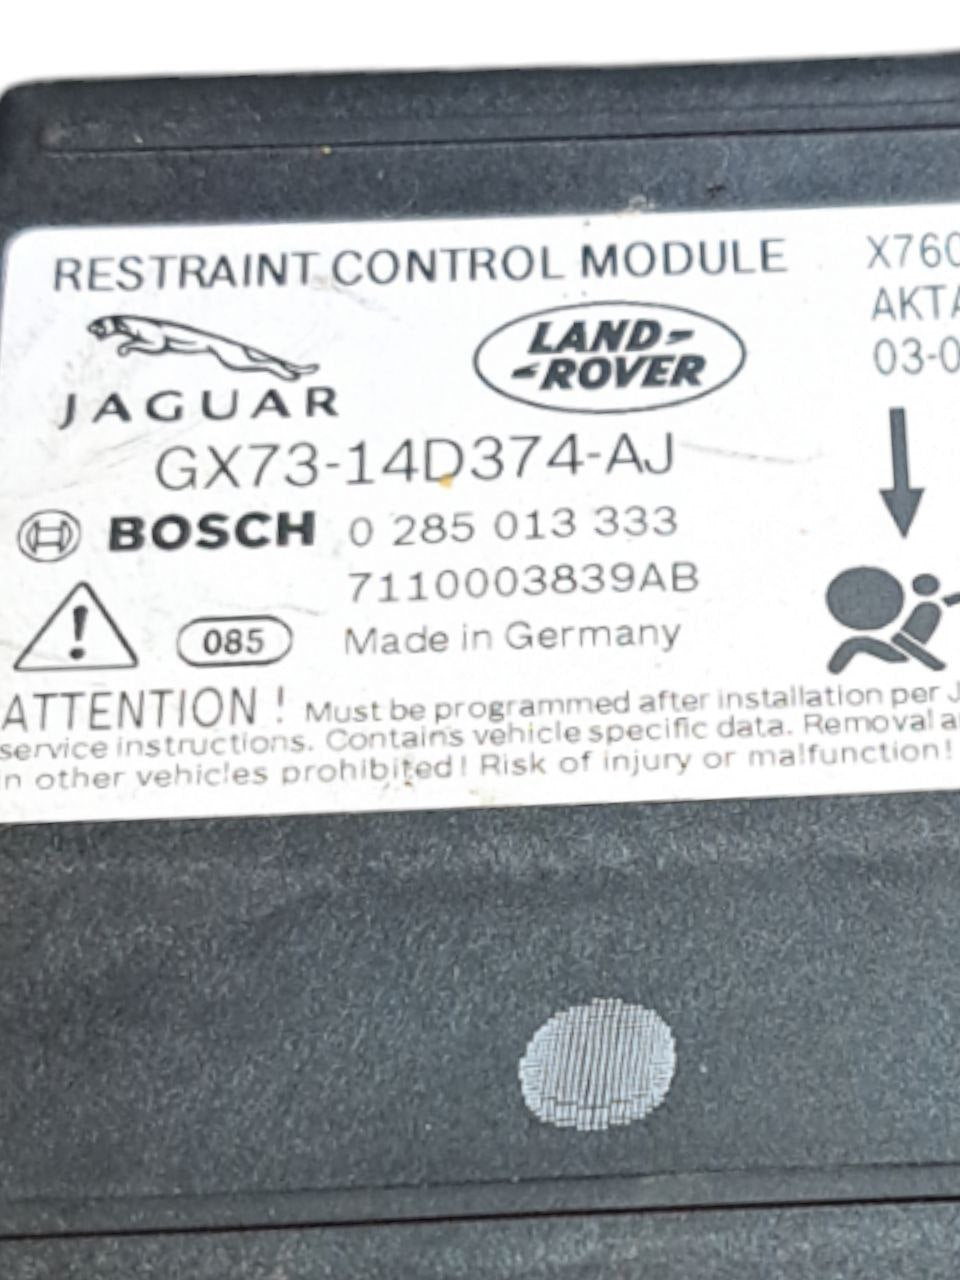 RESTRAINT CONTROL MODULE
X760
JAGUAR
LAND-
-ROVER
AKTA
03-0
GX73-14D374-AJ
H BOSCH 0 285 013 333
7110003839AB
! 085 Made in Germany
ATTENTION ! Must be programmed after installation per J
service instructions. Contains vehicle specific data. Removal a
n other vehicles prohibited! Risk of injury or malfunction!